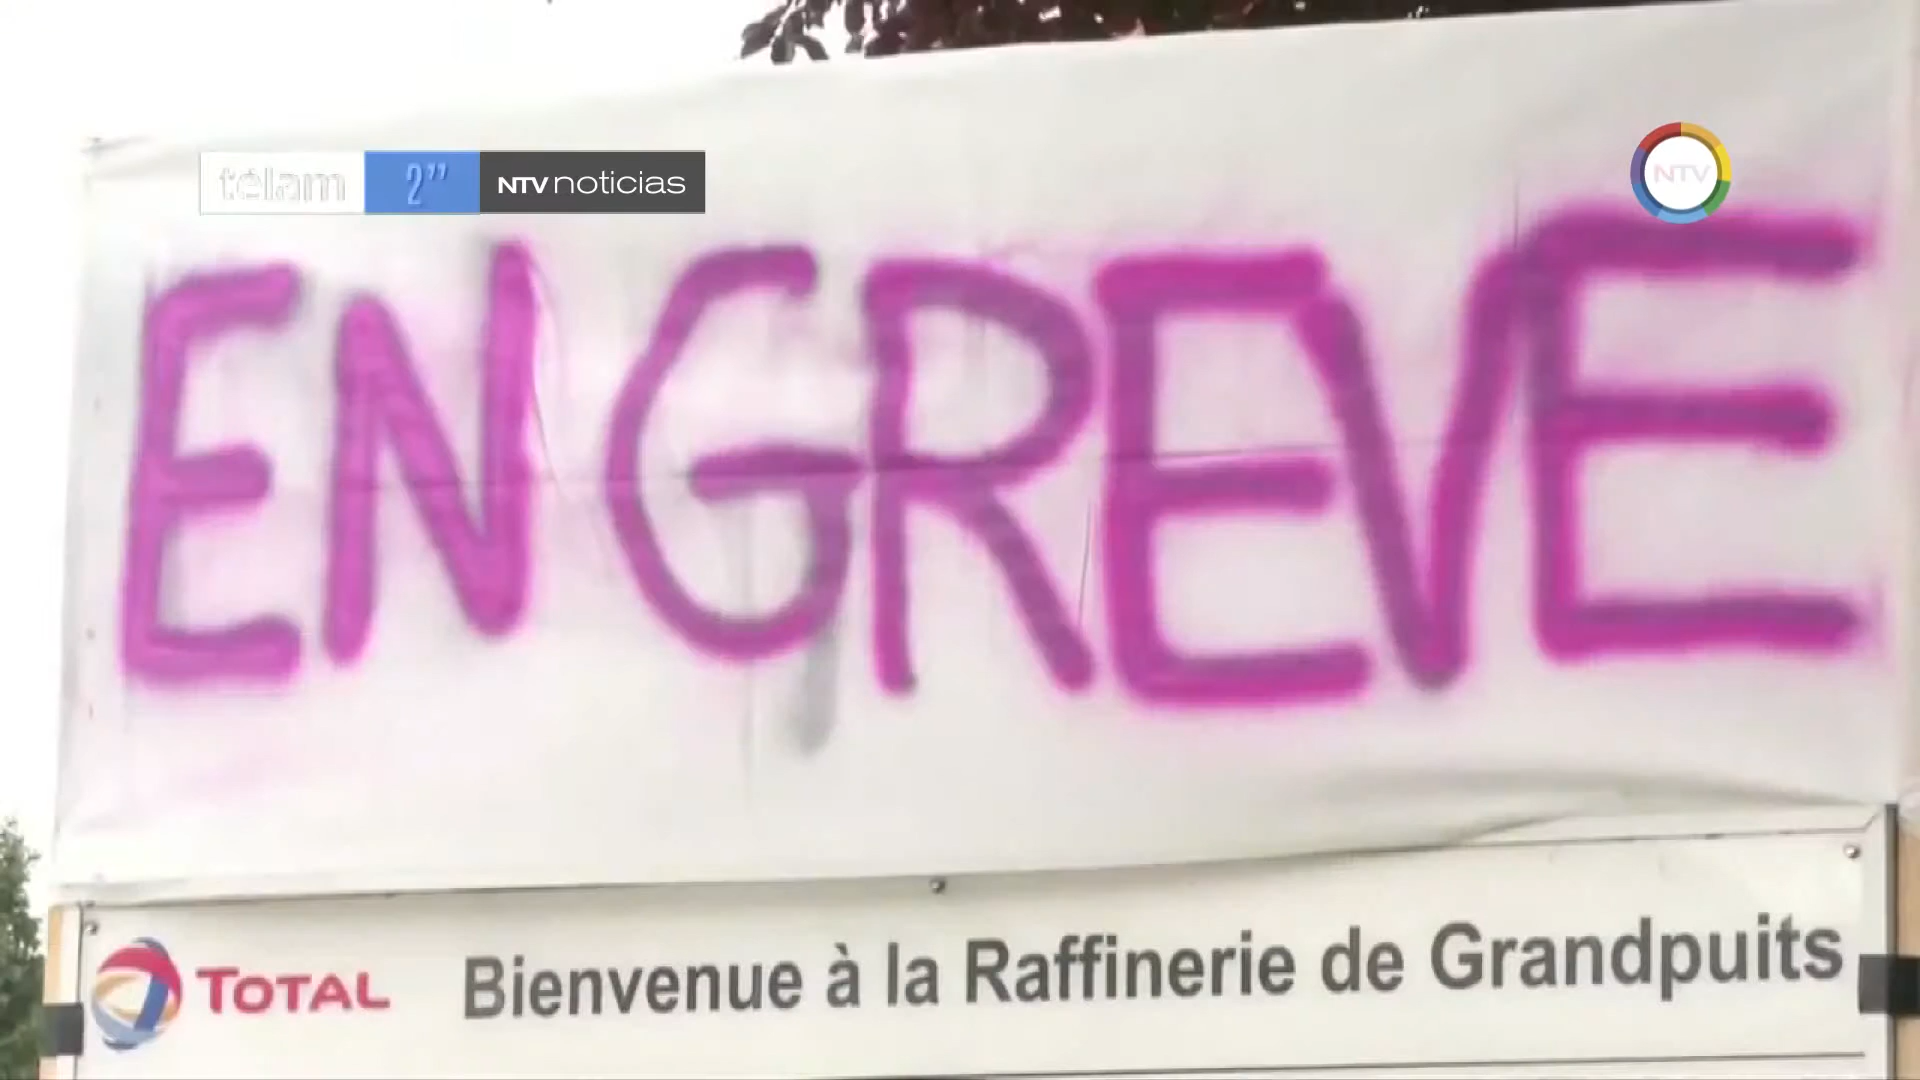 télam 2” NTV noticias
NTV
EN GREVE
TOTAL Bienvenue à la Raffinerie de Grandpuits